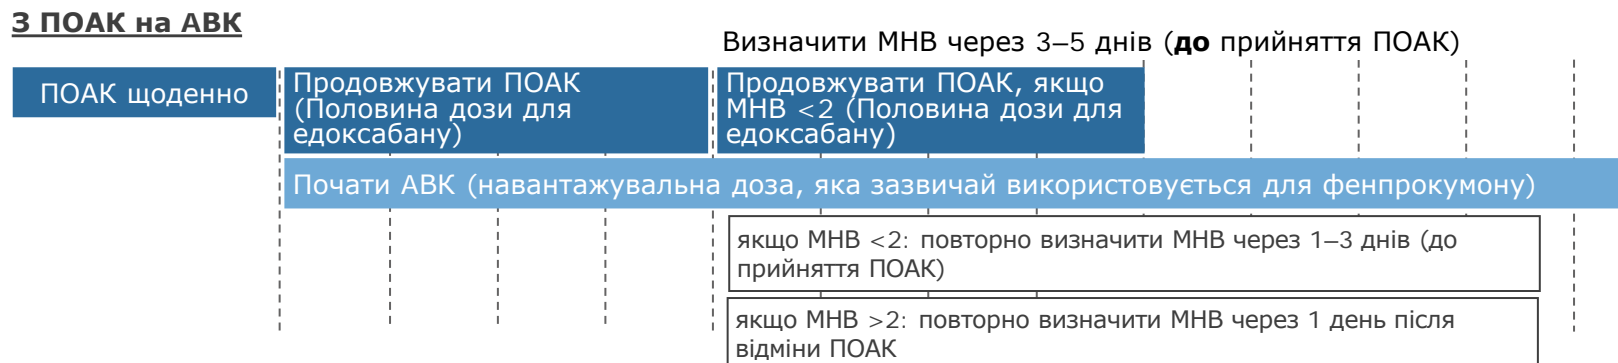 З ПОАК на АВК
Визначити МНВ через 3–5 днів (до прийняття ПОАК)
ПОАК щоденно
Продовжувати ПОАК
(Половина дози для
едоксабану)
Продовжувати ПОАК, якщо
МНВ <2 (Половина дози для
едоксабану)
Почати АВК (навантажувальна доза, яка зазвичай використовується для фенпрокумону)
якщо МНВ <2: повторно визначити МНВ через 1–3 днів (до
прийняття ПОАК)
якщо МНВ >2: повторно визначити МНВ через 1 день після
відміни ПОАК